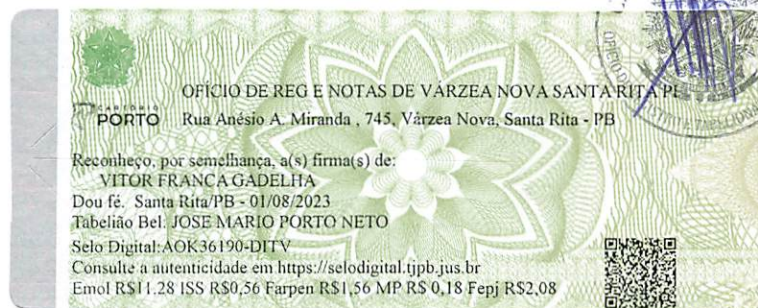 OFÍCIO DE REG E NOTAS DE VÁRZEA NOVA SANTA RITA
CARTÓRIO
PORTO
Rua Anésio A. Miranda , 745, Várzea Nova, Santa Rita - PB
Reconheço, por semelhança, a(s) firma(s) de:
VITOR FRANCA GADELHA
Dou fé. Santa Rita/PB - 01/08/2023
Tabelião Bel: JOSE MARIO PORTO NETO
Selo Digital:AOK36190-DITV
Consulte a autenticidade em https://selodigital.tjpb.jus.br
Emol R$11,28 ISS R$0,56 Farpen R$1,56 MP R$ 0,18 Fepj R$2,08